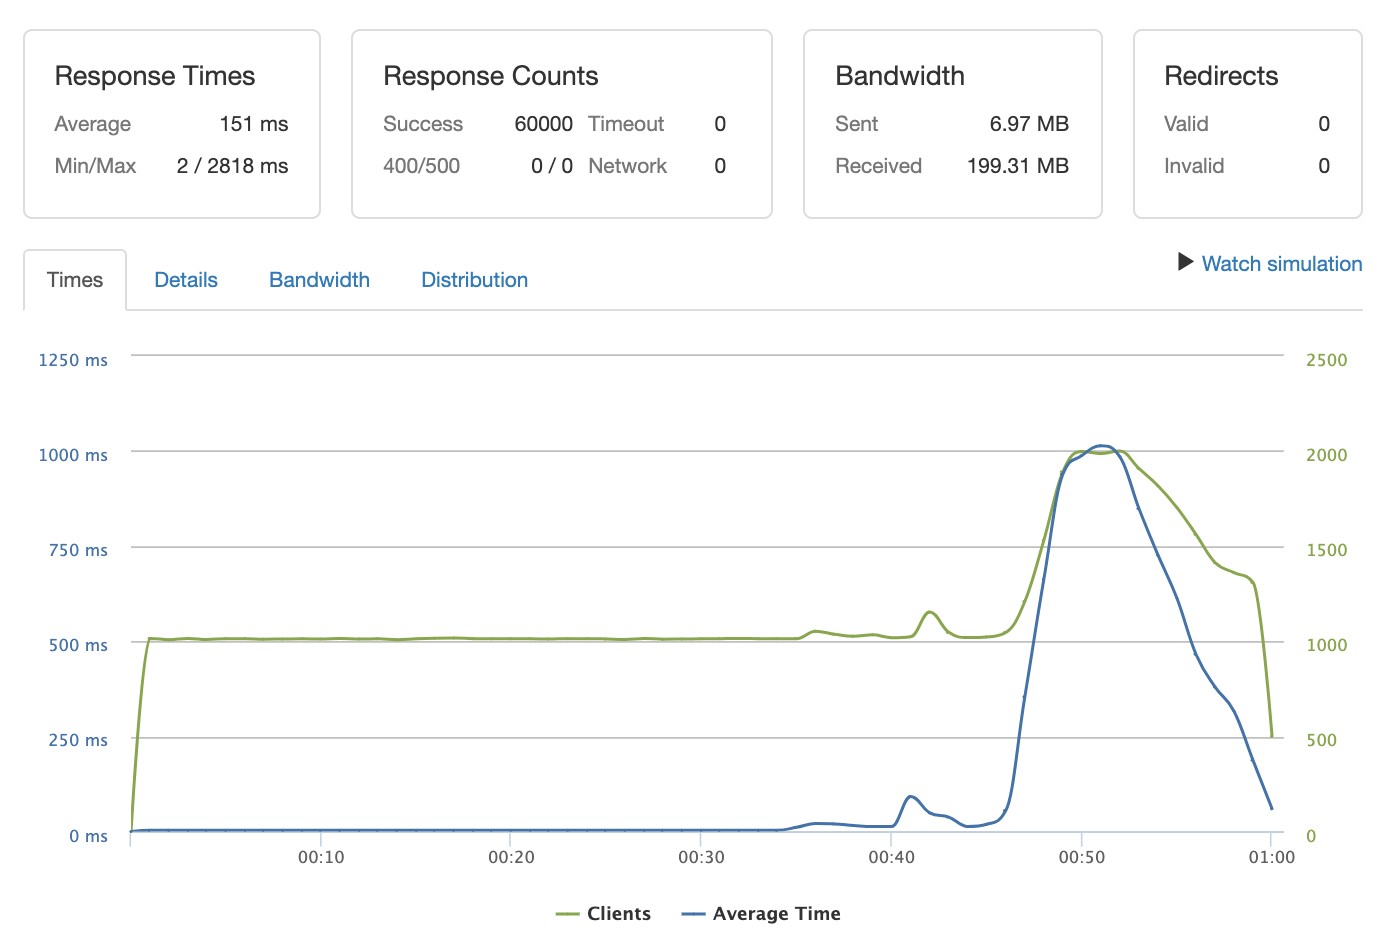 Response Times
Average 151 ms
Min/Max 2 / 2818 ms
Response Counts
Success 60000 Timeout 0
400/500 0 / 0 Network 0
Bandwidth
Sent 6.97 MB
Received 199.31 MB
Redirects
Valid 0
Invalid 0
Times Details Bandwidth Distribution
Watch simulation
1250 ms 2500
1000 ms 2000
750 ms 1500
500 ms 1000
250 ms 500
0 ms 0
00:10 00:20 00:30 00:40 00:50 01:00
Clients Average Time